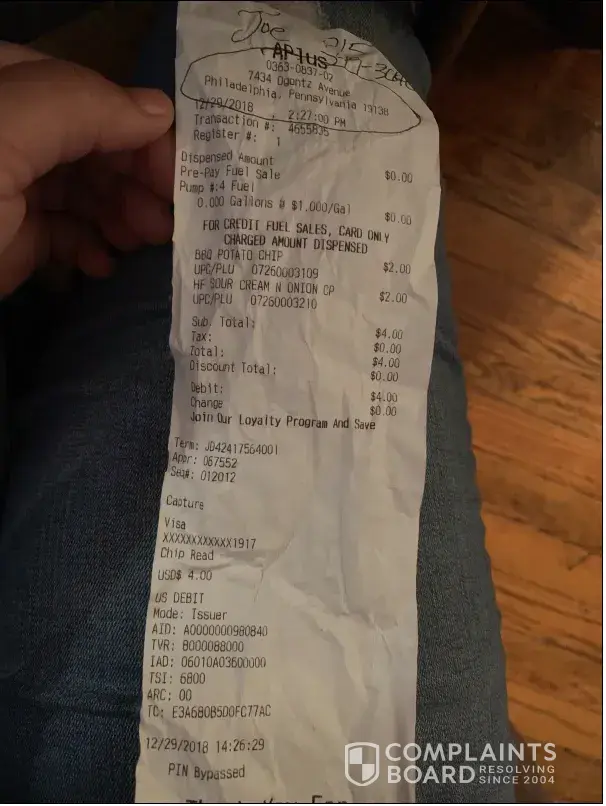 Joe 215
APlus
0363-0837-02
7434 Ogontz Avenue
Philadelphia, Pennsylvania 19138
12/29/2018 2:27:00 PM
Transaction #: 4655835
Register #: 1
Dispensed Amount
Pre-Pay Fuel Sale $0.00
Pump #:4 Fuel
0.000 Gallons @ $1.000/Gal $0.00
FOR CREDIT FUEL SALES, CARD ONLY
CHARGED AMOUNT DISPENSED
BBQ POTATO CHIP $2.00
UPC/PLU 07260003109
HF SOUR CREAM N ONION CP $2.00
UPC/PLU 07260003210
Sub. Total: $4.00
Tax: $0.00
Total: $4.00
Discount Total: $0.00
Debit: $4.00
Change $0.00
Join Our Loyalty Program And Save
Term: JD42417564001
Appr: 067552
Seq#: 012012
Capture
Visa
XXXXXXXXXXXX1917
Chip Read
USD$ 4.00
US DEBIT
Mode: Issuer
AID: A0000000980840
TVR: 8000088000
IAD: 06010A03600000
TSI: 6800
ARC: 00
TC: E3A680B5D0FC77AC
12/29/2018 14:26:29
PIN Bypassed
COMPLAINTS
BOARD RESOLVING
SINCE 2004